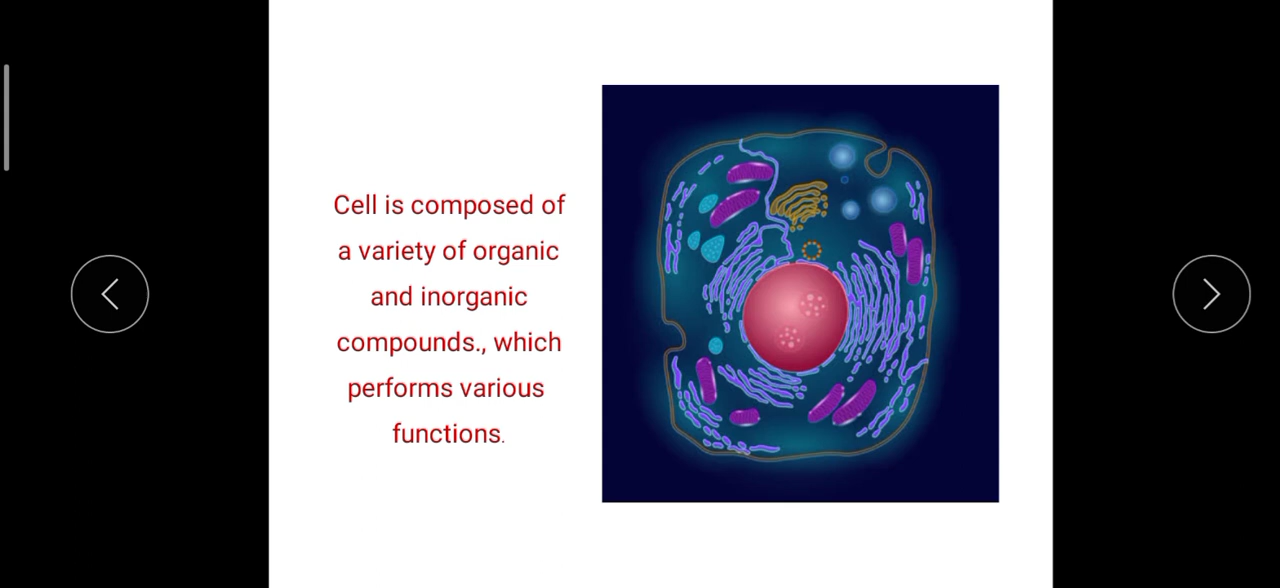 Cell is composed of
a variety of organic
and inorganic
compounds., which
performs various
functions.